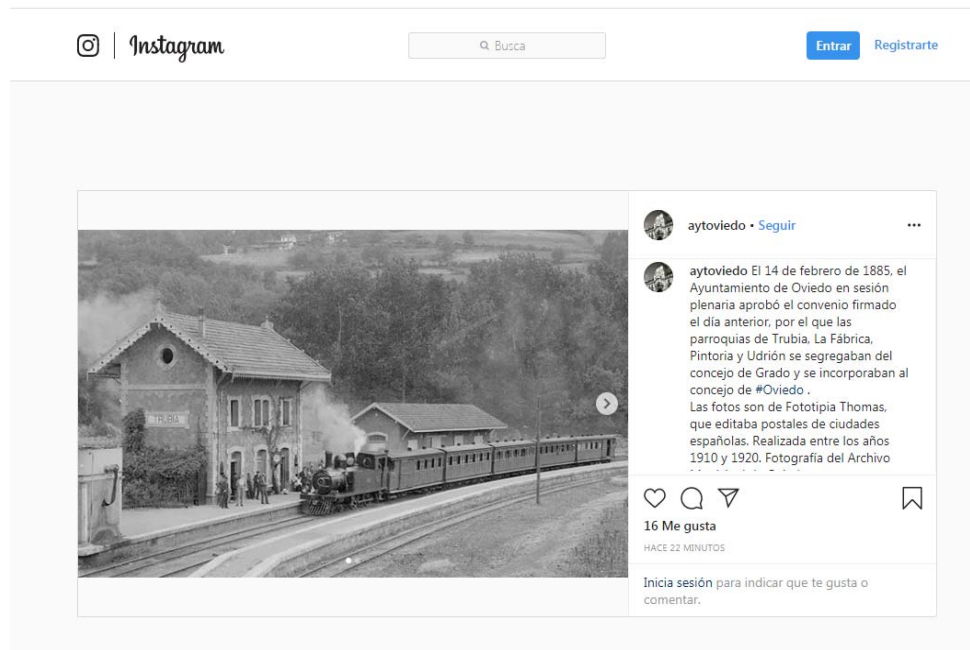 Instagram
Busca
Entrar
Registrarte
aytoviedo • Seguir
aytoviedo El 14 de febrero de 1885, el
Ayuntamiento de Oviedo en sesión
plenaria aprobó el convenio firmado
el día anterior, por el que las
parroquias de Trubia, La Fábrica,
Pintoria y Udrión se segregaban del
concejo de Grado y se incorporaban al
concejo de #Oviedo .
Las fotos son de Fototipia Thomas,
que editaba postales de ciudades
españolas. Realizada entre los años
1910 y 1920. Fotografía del Archivo
TRUBIA
16 Me gusta
HACE 22 MINUTOS
Inicia sesión para indicar que te gusta o
comentar.